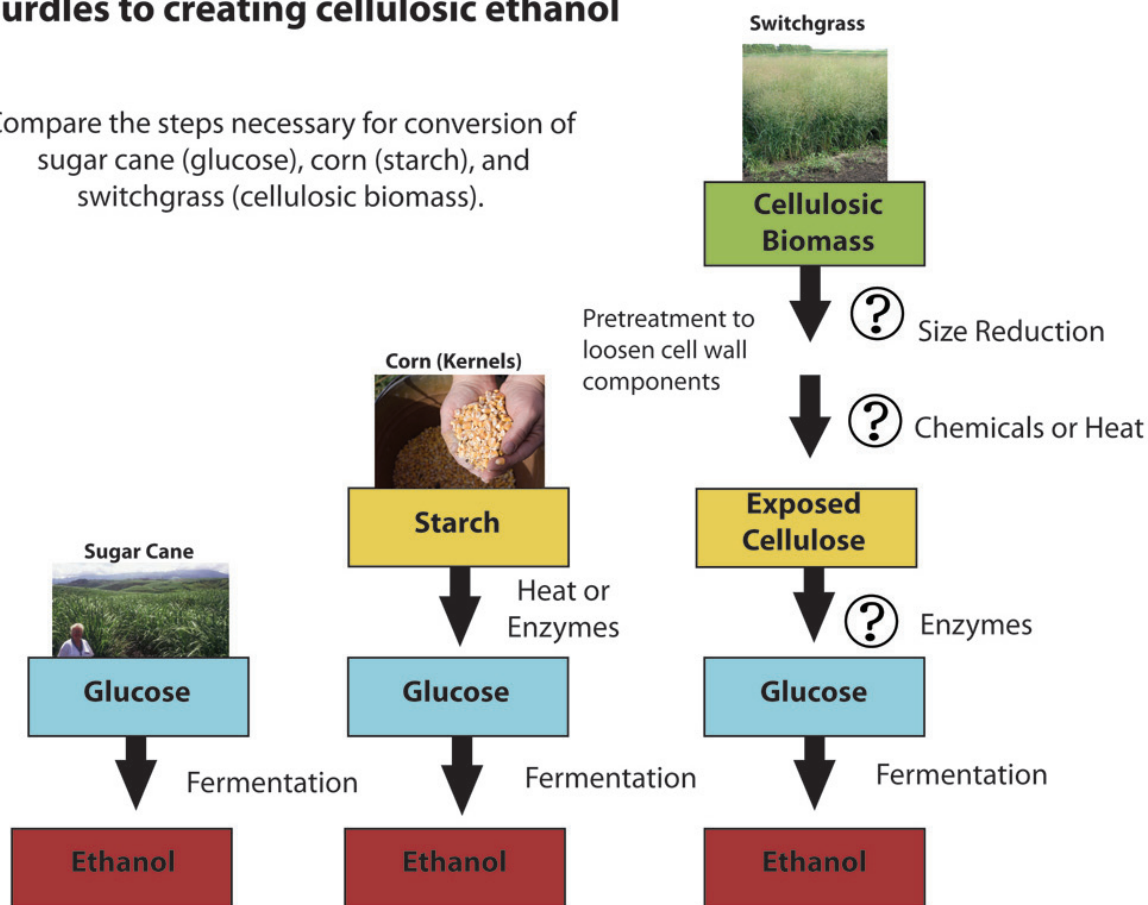 urdles to creating cellulosic ethanol
Compare the steps necessary for conversion of
sugar cane (glucose), corn (starch), and
switchgrass (cellulosic biomass).
Switchgrass
Cellulosic
Biomass
Pretreatment to
loosen cell wall
components
?
Size Reduction
?
Chemicals or Heat
Corn (Kernels)
Starch
Exposed
Cellulose
Heat or
Enzymes
?
Enzymes
Sugar Cane
Glucose
Glucose
Glucose
Fermentation
Fermentation
Fermentation
Ethanol
Ethanol
Ethanol